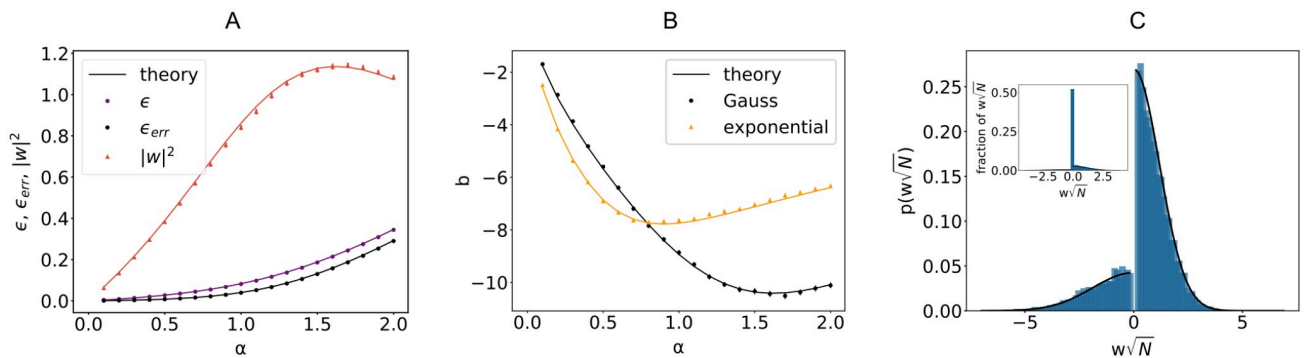 A
B
C
ϵ, ϵ_err, |w|²
1.2
1.0
0.8
0.6
0.4
0.2
0.0
theory
ϵ
ϵ_err
|w|²
0.0 0.5 1.0 1.5 2.0
α
b
−2
−4
−6
−8
−10
theory
Gauss
exponential
0.0 0.5 1.0 1.5 2.0
α
p(w√N)
0.25
0.20
0.15
0.10
0.05
0.00
fraction of w√N
0.50
0.25
0.00
−2.5 0.0 2.5
w√N
−5 0 5
w√N